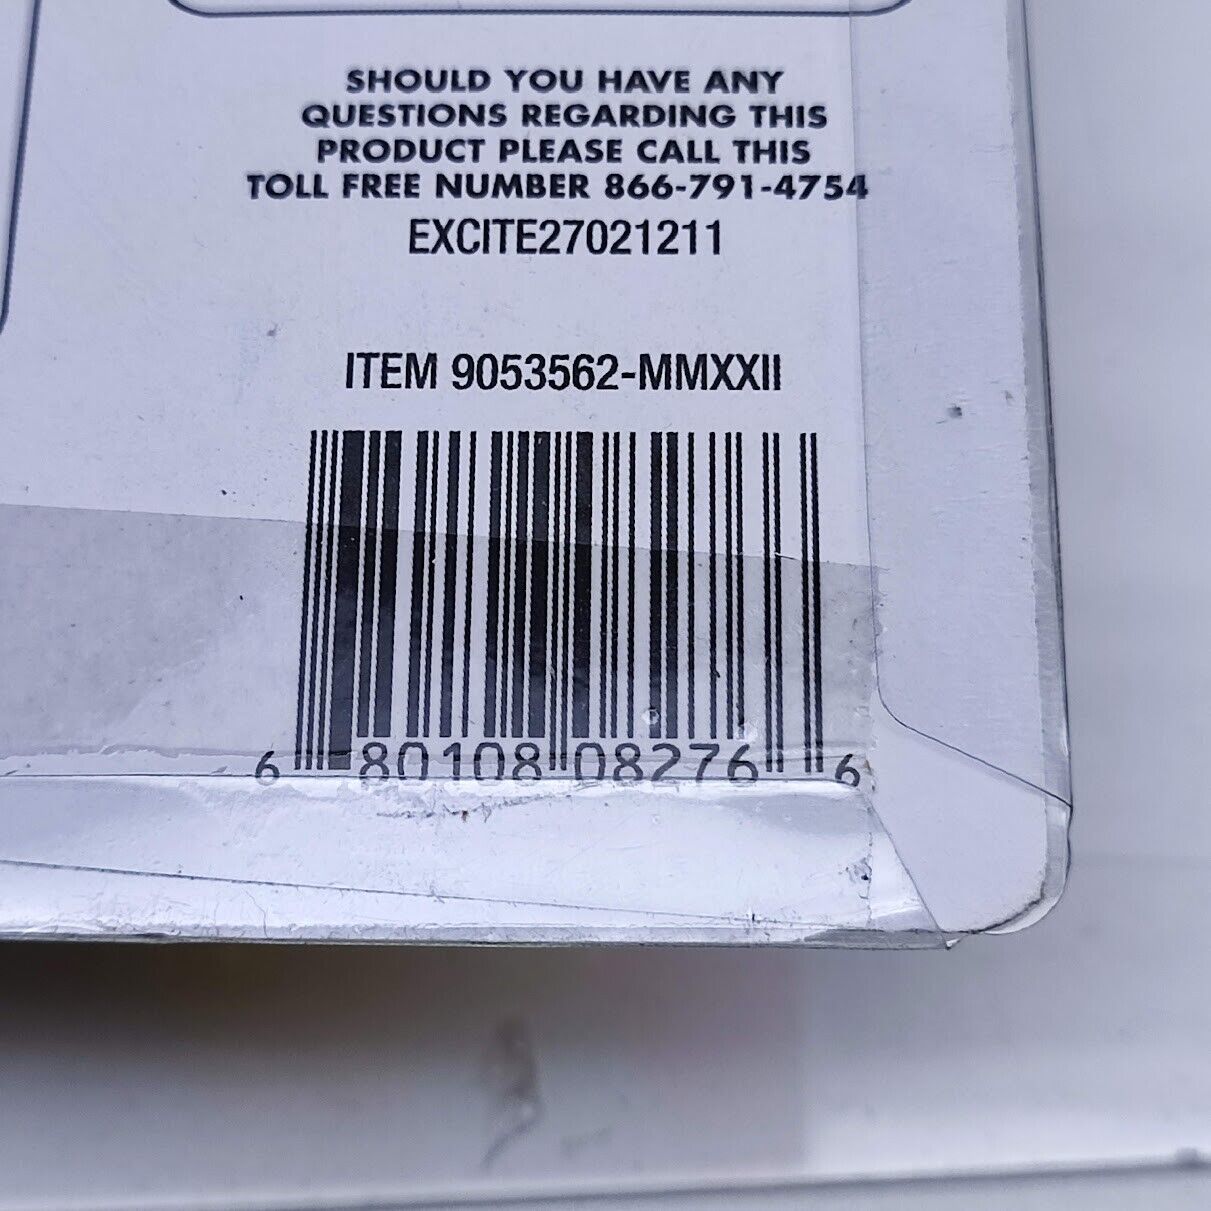 SHOULD YOU HAVE ANY
QUESTIONS REGARDING THIS
PRODUCT PLEASE CALL THIS
TOLL FREE NUMBER 866-791-4754
EXCITE27021211
ITEM 9053562-MMXXII
6 80108 08276 6